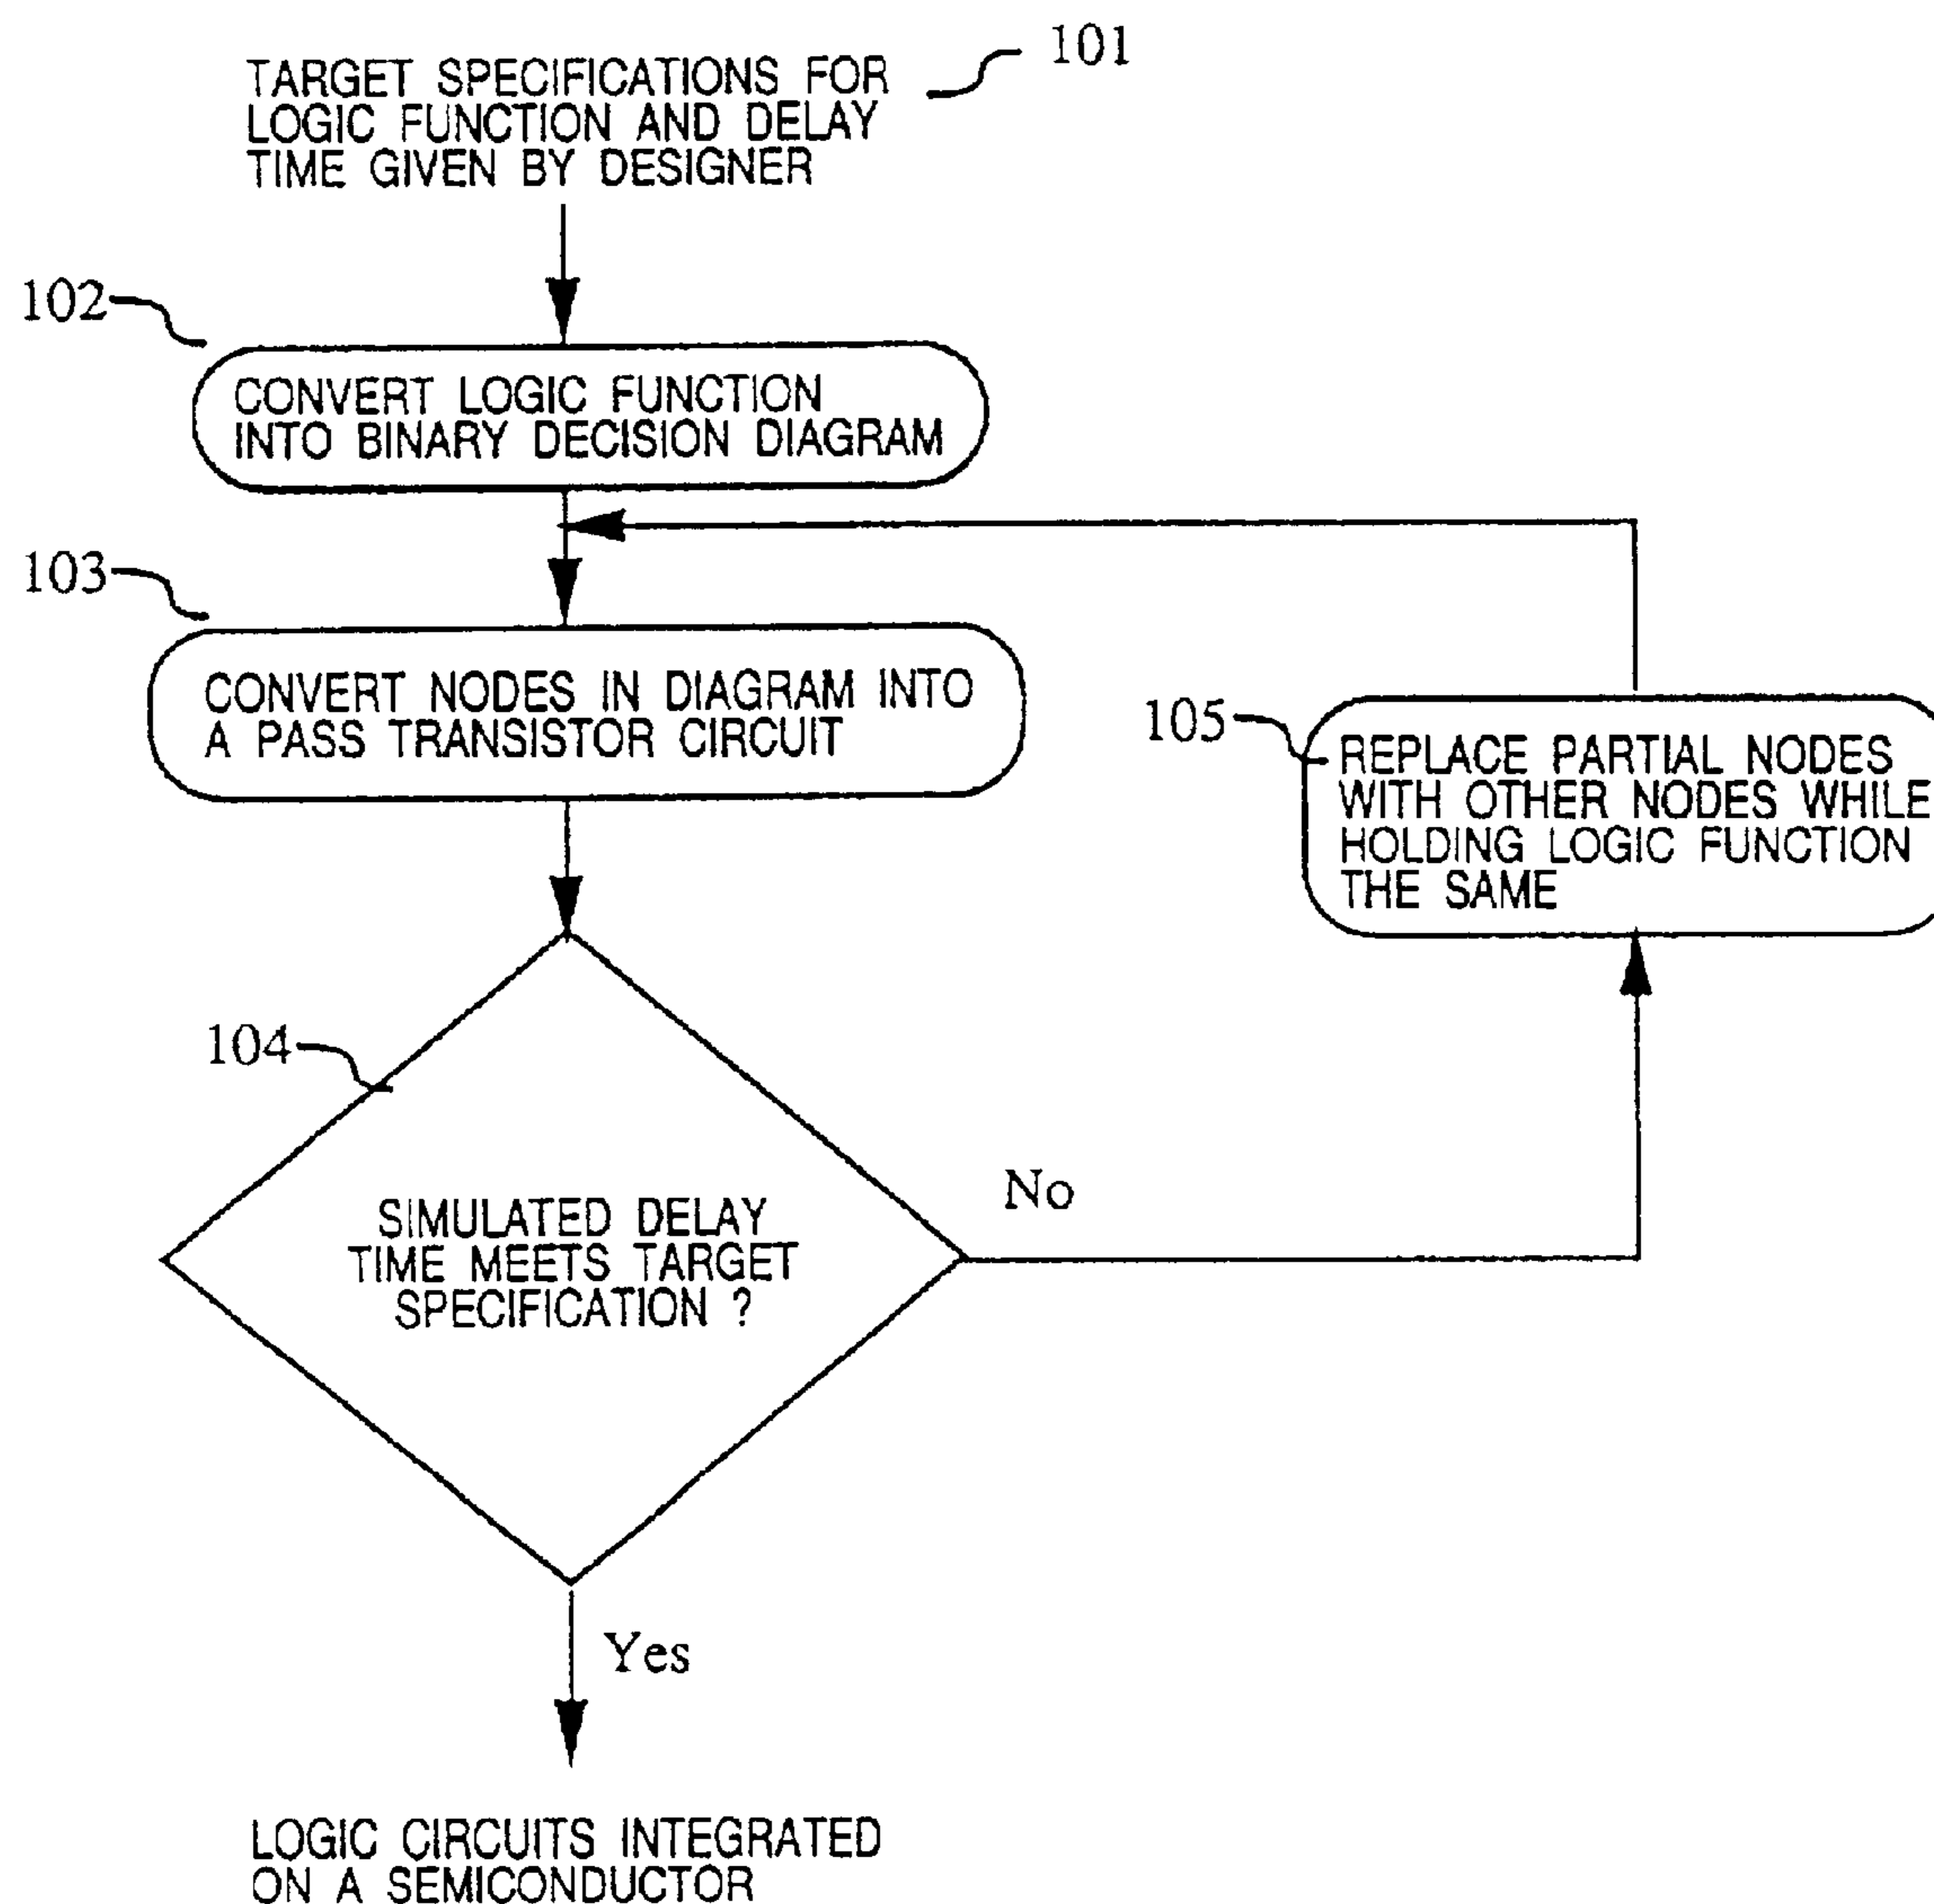 101
TARGET SPECIFICATIONS FOR
LOGIC FUNCTION AND DELAY
TIME GIVEN BY DESIGNER
102
CONVERT LOGIC FUNCTION
INTO BINARY DECISION DIAGRAM
103
CONVERT NODES IN DIAGRAM INTO
A PASS TRANSISTOR CIRCUIT
105
REPLACE PARTIAL NODES
WITH OTHER NODES WHILE
HOLDING LOGIC FUNCTION
THE SAME
104
SIMULATED DELAY
TIME MEETS TARGET
SPECIFICATION ?
No
Yes
LOGIC CIRCUITS INTEGRATED
ON A SEMICONDUCTOR